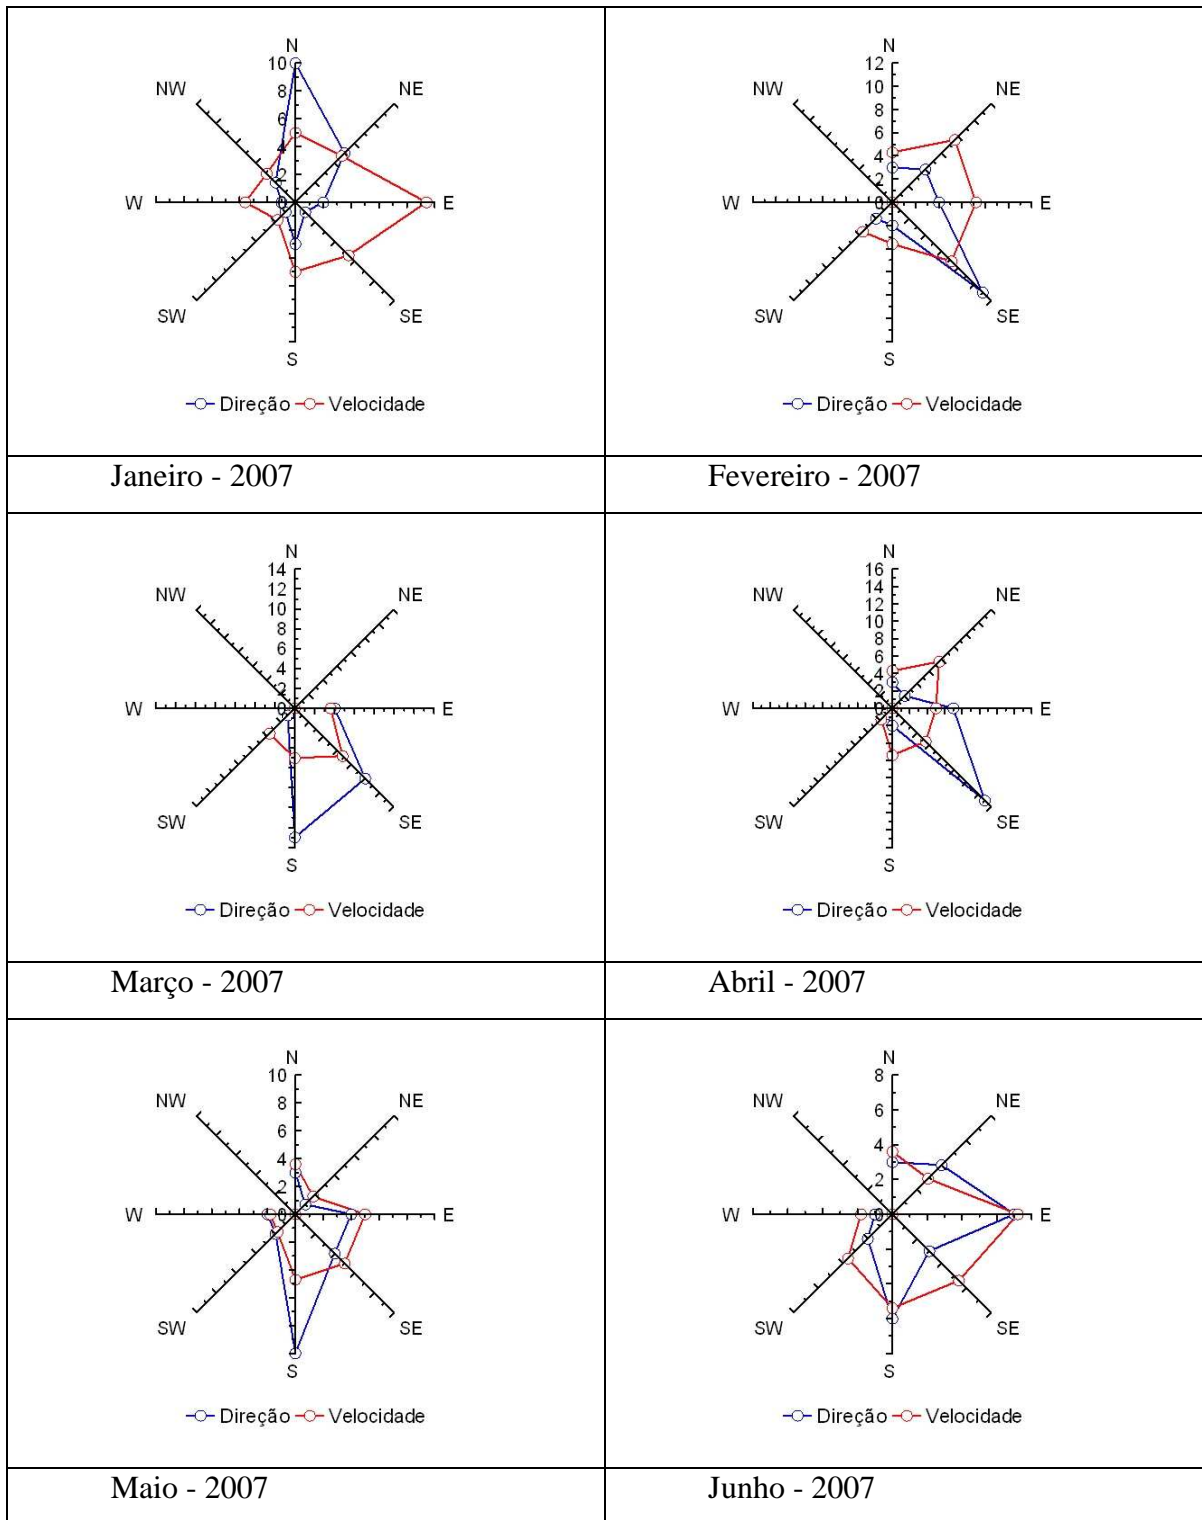 N
10
8
6
4
2
0
NW
NE
W
E
SW
SE
S
Direção Velocidade
Janeiro - 2007
N
12
10
8
6
4
2
0
NW
NE
W
E
SW
SE
S
Direção Velocidade
Fevereiro - 2007
N
14
12
10
8
6
4
2
0
NW
NE
W
E
SW
SE
S
Direção Velocidade
Março - 2007
N
16
14
12
10
8
6
4
2
0
NW
NE
W
E
SW
SE
S
Direção Velocidade
Abril - 2007
N
10
8
6
4
2
0
NW
NE
W
E
SW
SE
S
Direção Velocidade
Maio - 2007
N
8
6
4
2
0
NW
NE
W
E
SW
SE
S
Direção Velocidade
Junho - 2007